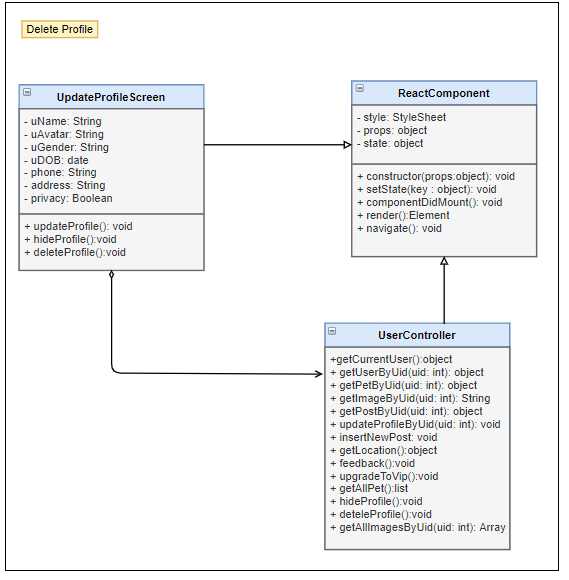 Delete Profile
UpdateProfileScreen
- uName: String
- uAvatar: String
- uGender: String
- uDOB: date
- phone: String
- address: String
- privacy: Boolean
+ updateProfile(): void
+ hideProfile():void
+ deleteProfile():void
ReactComponent
- style: StyleSheet
- props: object
- state: object
+ constructor(props:object): void
+ setState(key : object): void
+ componentDidMount(): void
+ render():Element
+ navigate(): void
UserController
+getCurrentUser():object
+ getUserByUid(uid: int): object
+ getPetByUid(uid: int): object
+ getImageByUid(uid: int): String
+ getPostByUid(uid: int): object
+ updateProfileByUid(uid: int): void
+ insertNewPost: void
+ getLocation():object
+ feedback():void
+ upgradeToVip():void
+ getAllPet():list
+ hideProfile():void
+ deteleProfile():void
+ getAllImagesByUid(uid: int): Array